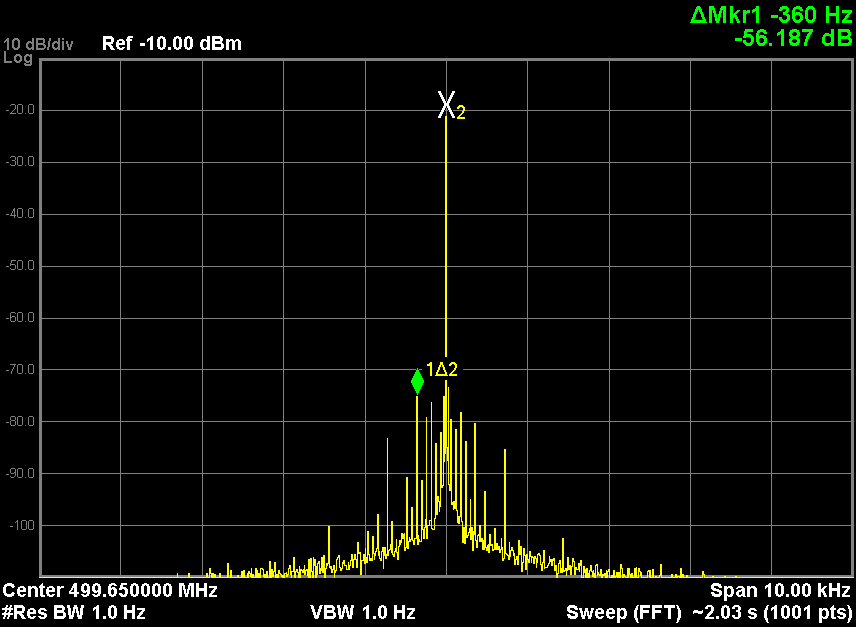 ΔMkr1 -360 Hz
-56.187 dB
10 dB/div Ref -10.00 dBm
Log
-20.0
-30.0
-40.0
-50.0
-60.0
-70.0
-80.0
-90.0
-100
X2
1Δ2
Center 499.650000 MHz Span 10.00 kHz
#Res BW 1.0 Hz VBW 1.0 Hz Sweep (FFT) ~2.03 s (1001 pts)